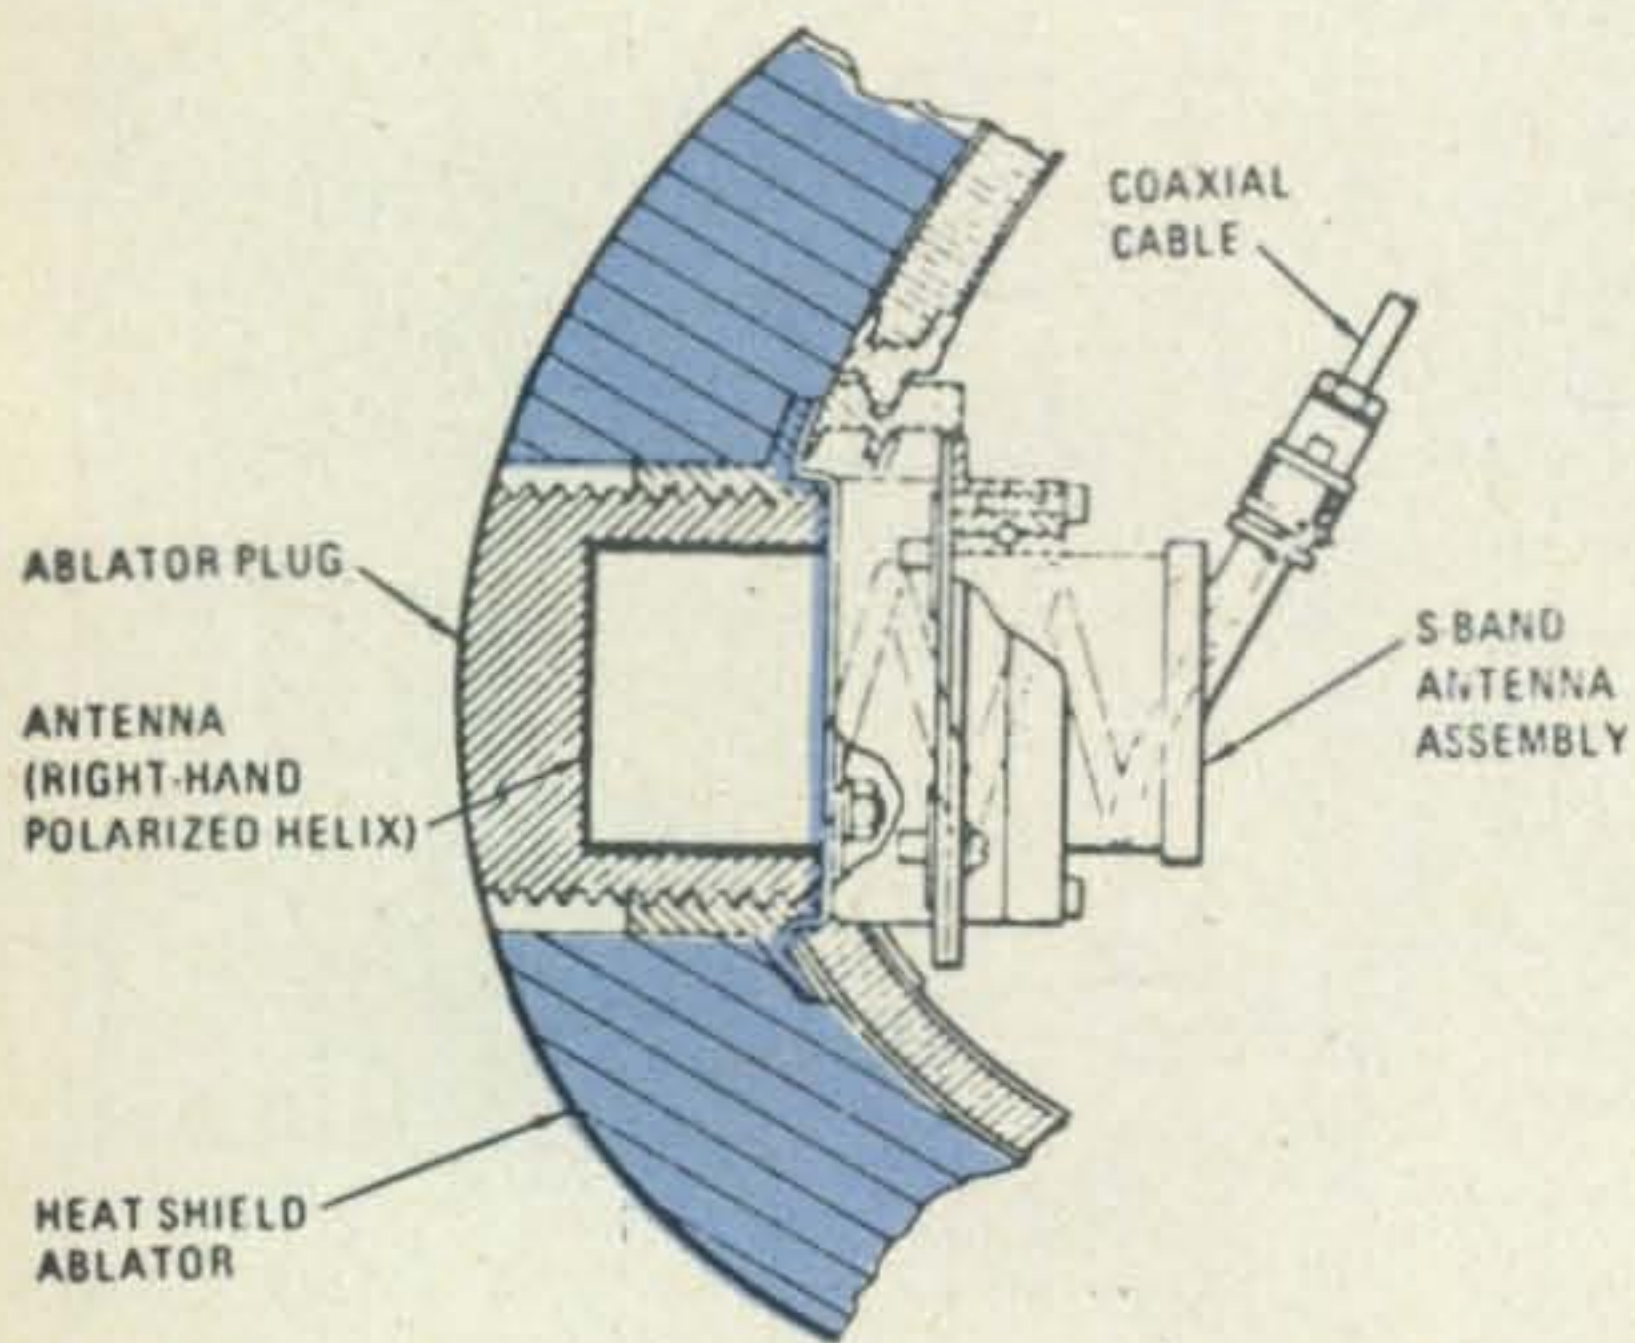 COAXIAL
CABLE
ABLATOR PLUG
S-BAND
ANTENNA
ASSEMBLY
ANTENNA
(RIGHT-HAND
POLARIZED HELIX)
HEAT SHIELD
ABLATOR